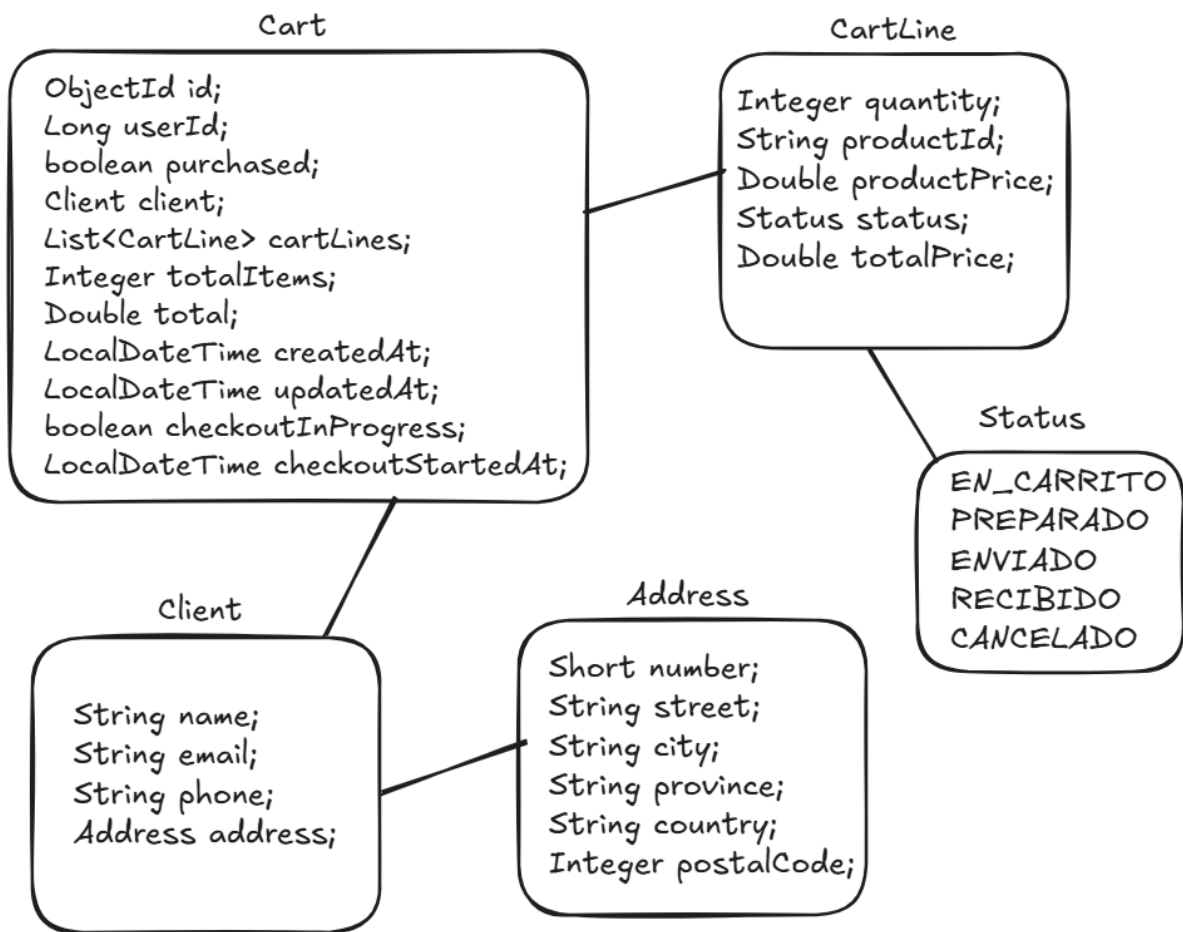 Cart
ObjectId id;
Long userId;
boolean purchased;
Client client;
List<CartLine> cartLines;
Integer totalItems;
Double total;
LocalDateTime createdAt;
LocalDateTime updatedAt;
boolean checkoutInProgress;
LocalDateTime checkoutStartedAt;
CartLine
Integer quantity;
String productId;
Double productPrice;
Status status;
Double totalPrice;
Status
EN_CARRITO
PREPARADO
ENVIADO
RECIBIDO
CANCELADO
Client
String name;
String email;
String phone;
Address address;
Address
Short number;
String street;
String city;
String province;
String country;
Integer postalCode;